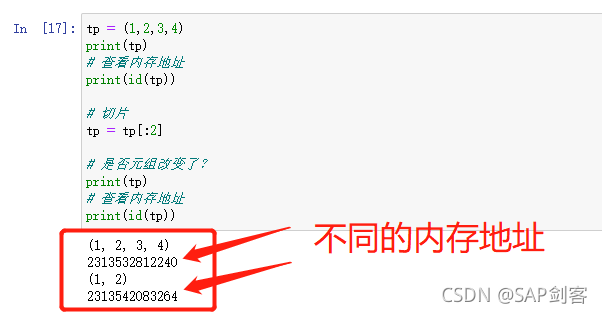 In [17]: tp = (1,2,3,4)
print(tp)
# 查看内存地址
print(id(tp))
# 切片
tp = tp[:2]
# 是否元组改变了?
print(tp)
# 查看内存地址
print(id(tp))
(1, 2, 3, 4)
2313532812240
(1, 2)
2313542083264
不同的内存地址
CSDN @SAP剑客